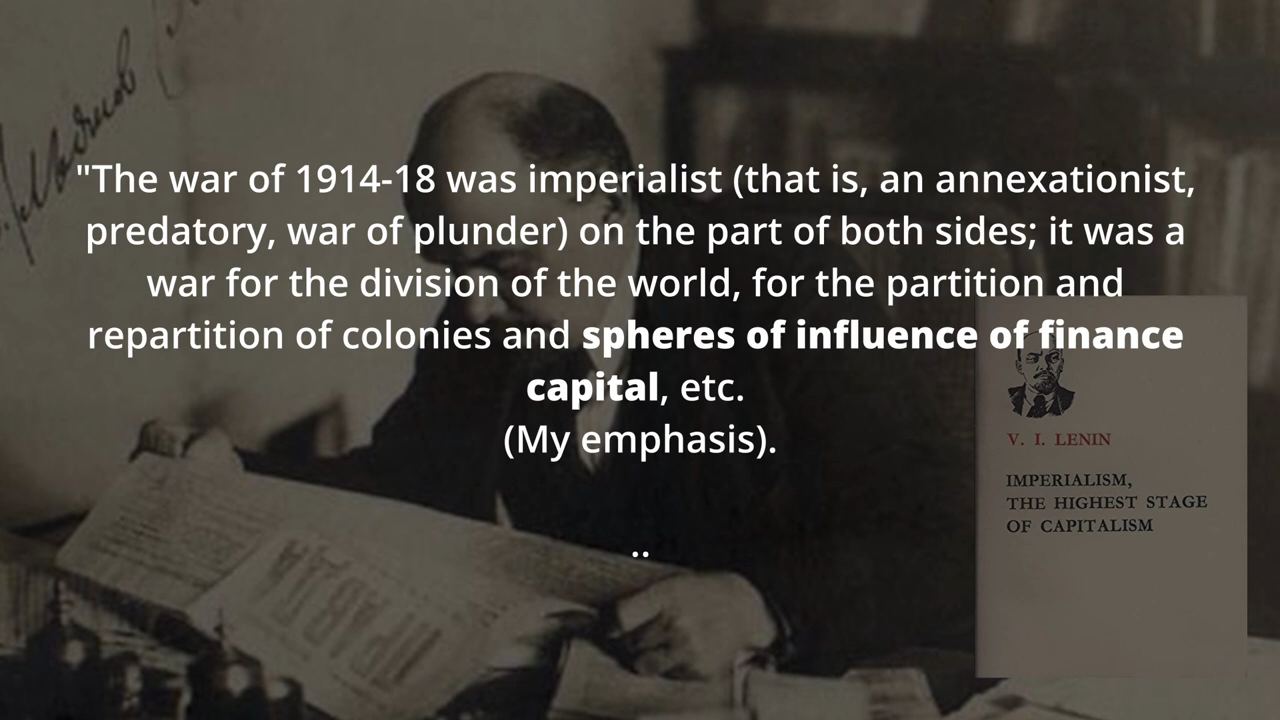 "The war of 1914-18 was imperialist (that is, an annexationist,
predatory, war of plunder) on the part of both sides; it was a
war for the division of the world, for the partition and
repartition of colonies and spheres of influence of finance
capital, etc.
(My emphasis).
..
V. I. LENIN
IMPERIALISM,
THE HIGHEST STAGE
OF CAPITALISM
ПРАВДА